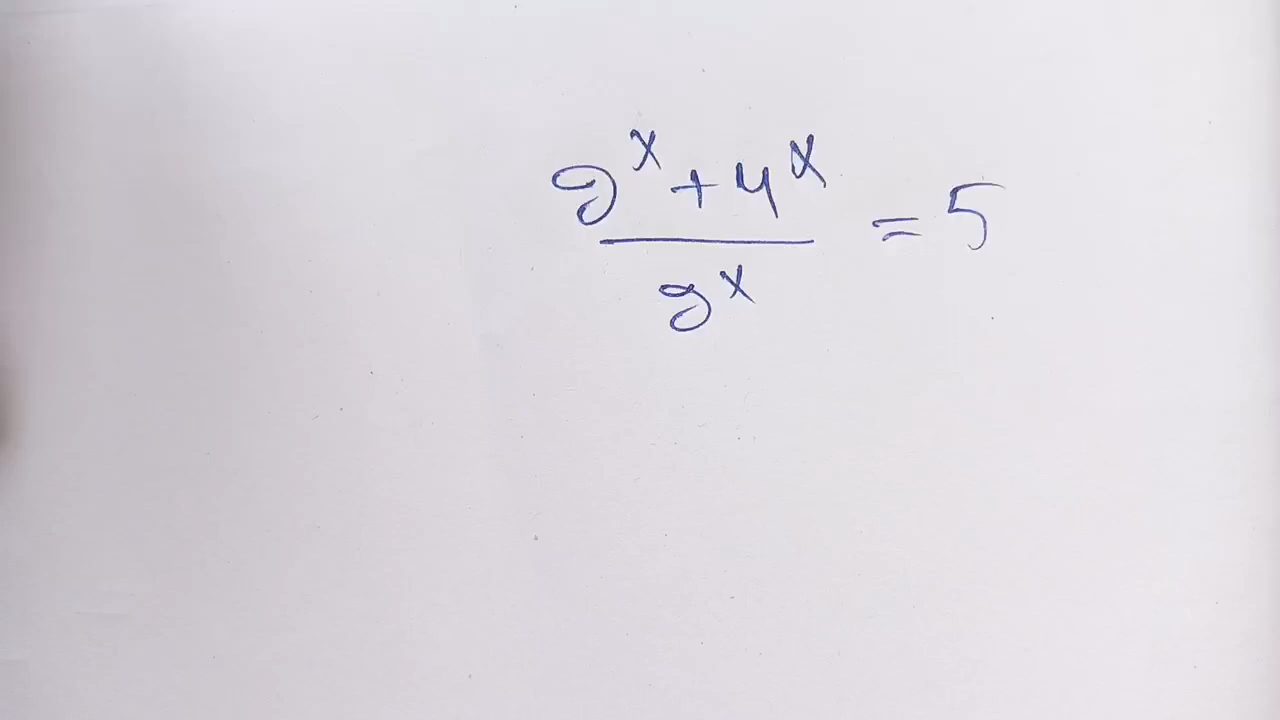 2^x + 4^x
--------- = 5
2^x